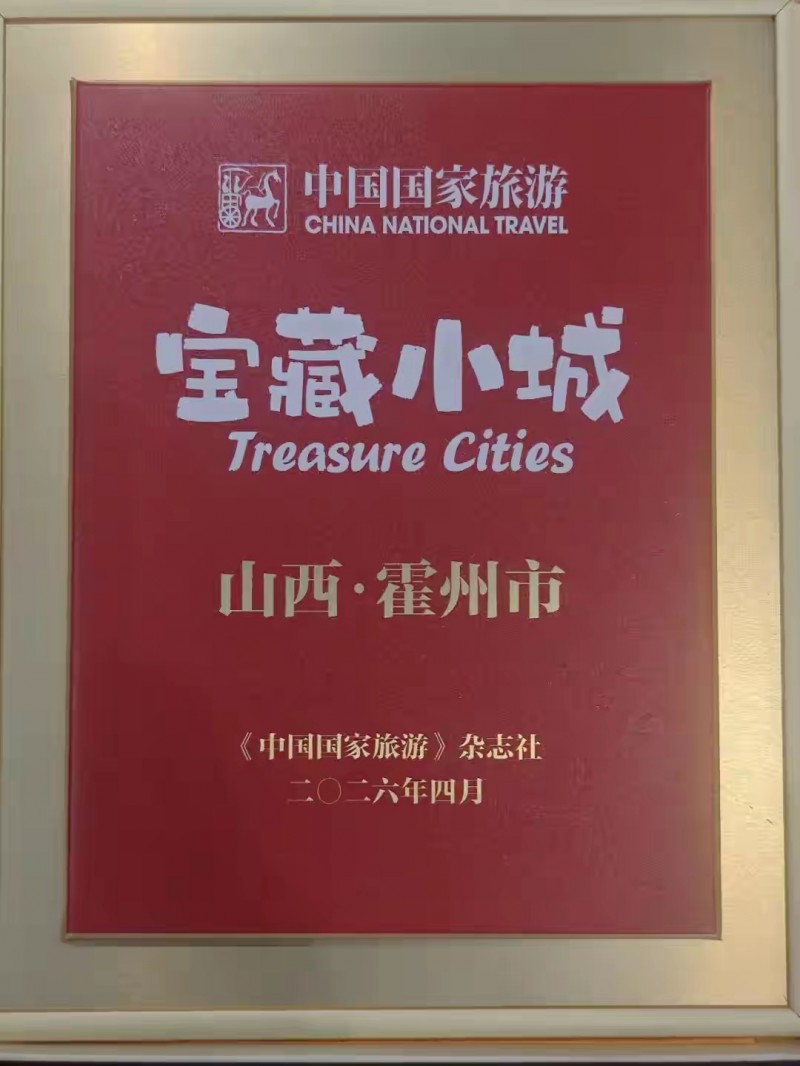 中国国家旅游
CHINA NATIONAL TRAVEL
宝藏小城
Treasure Cities
山西·霍州市
《中国国家旅游》杂志社
二〇二六年四月